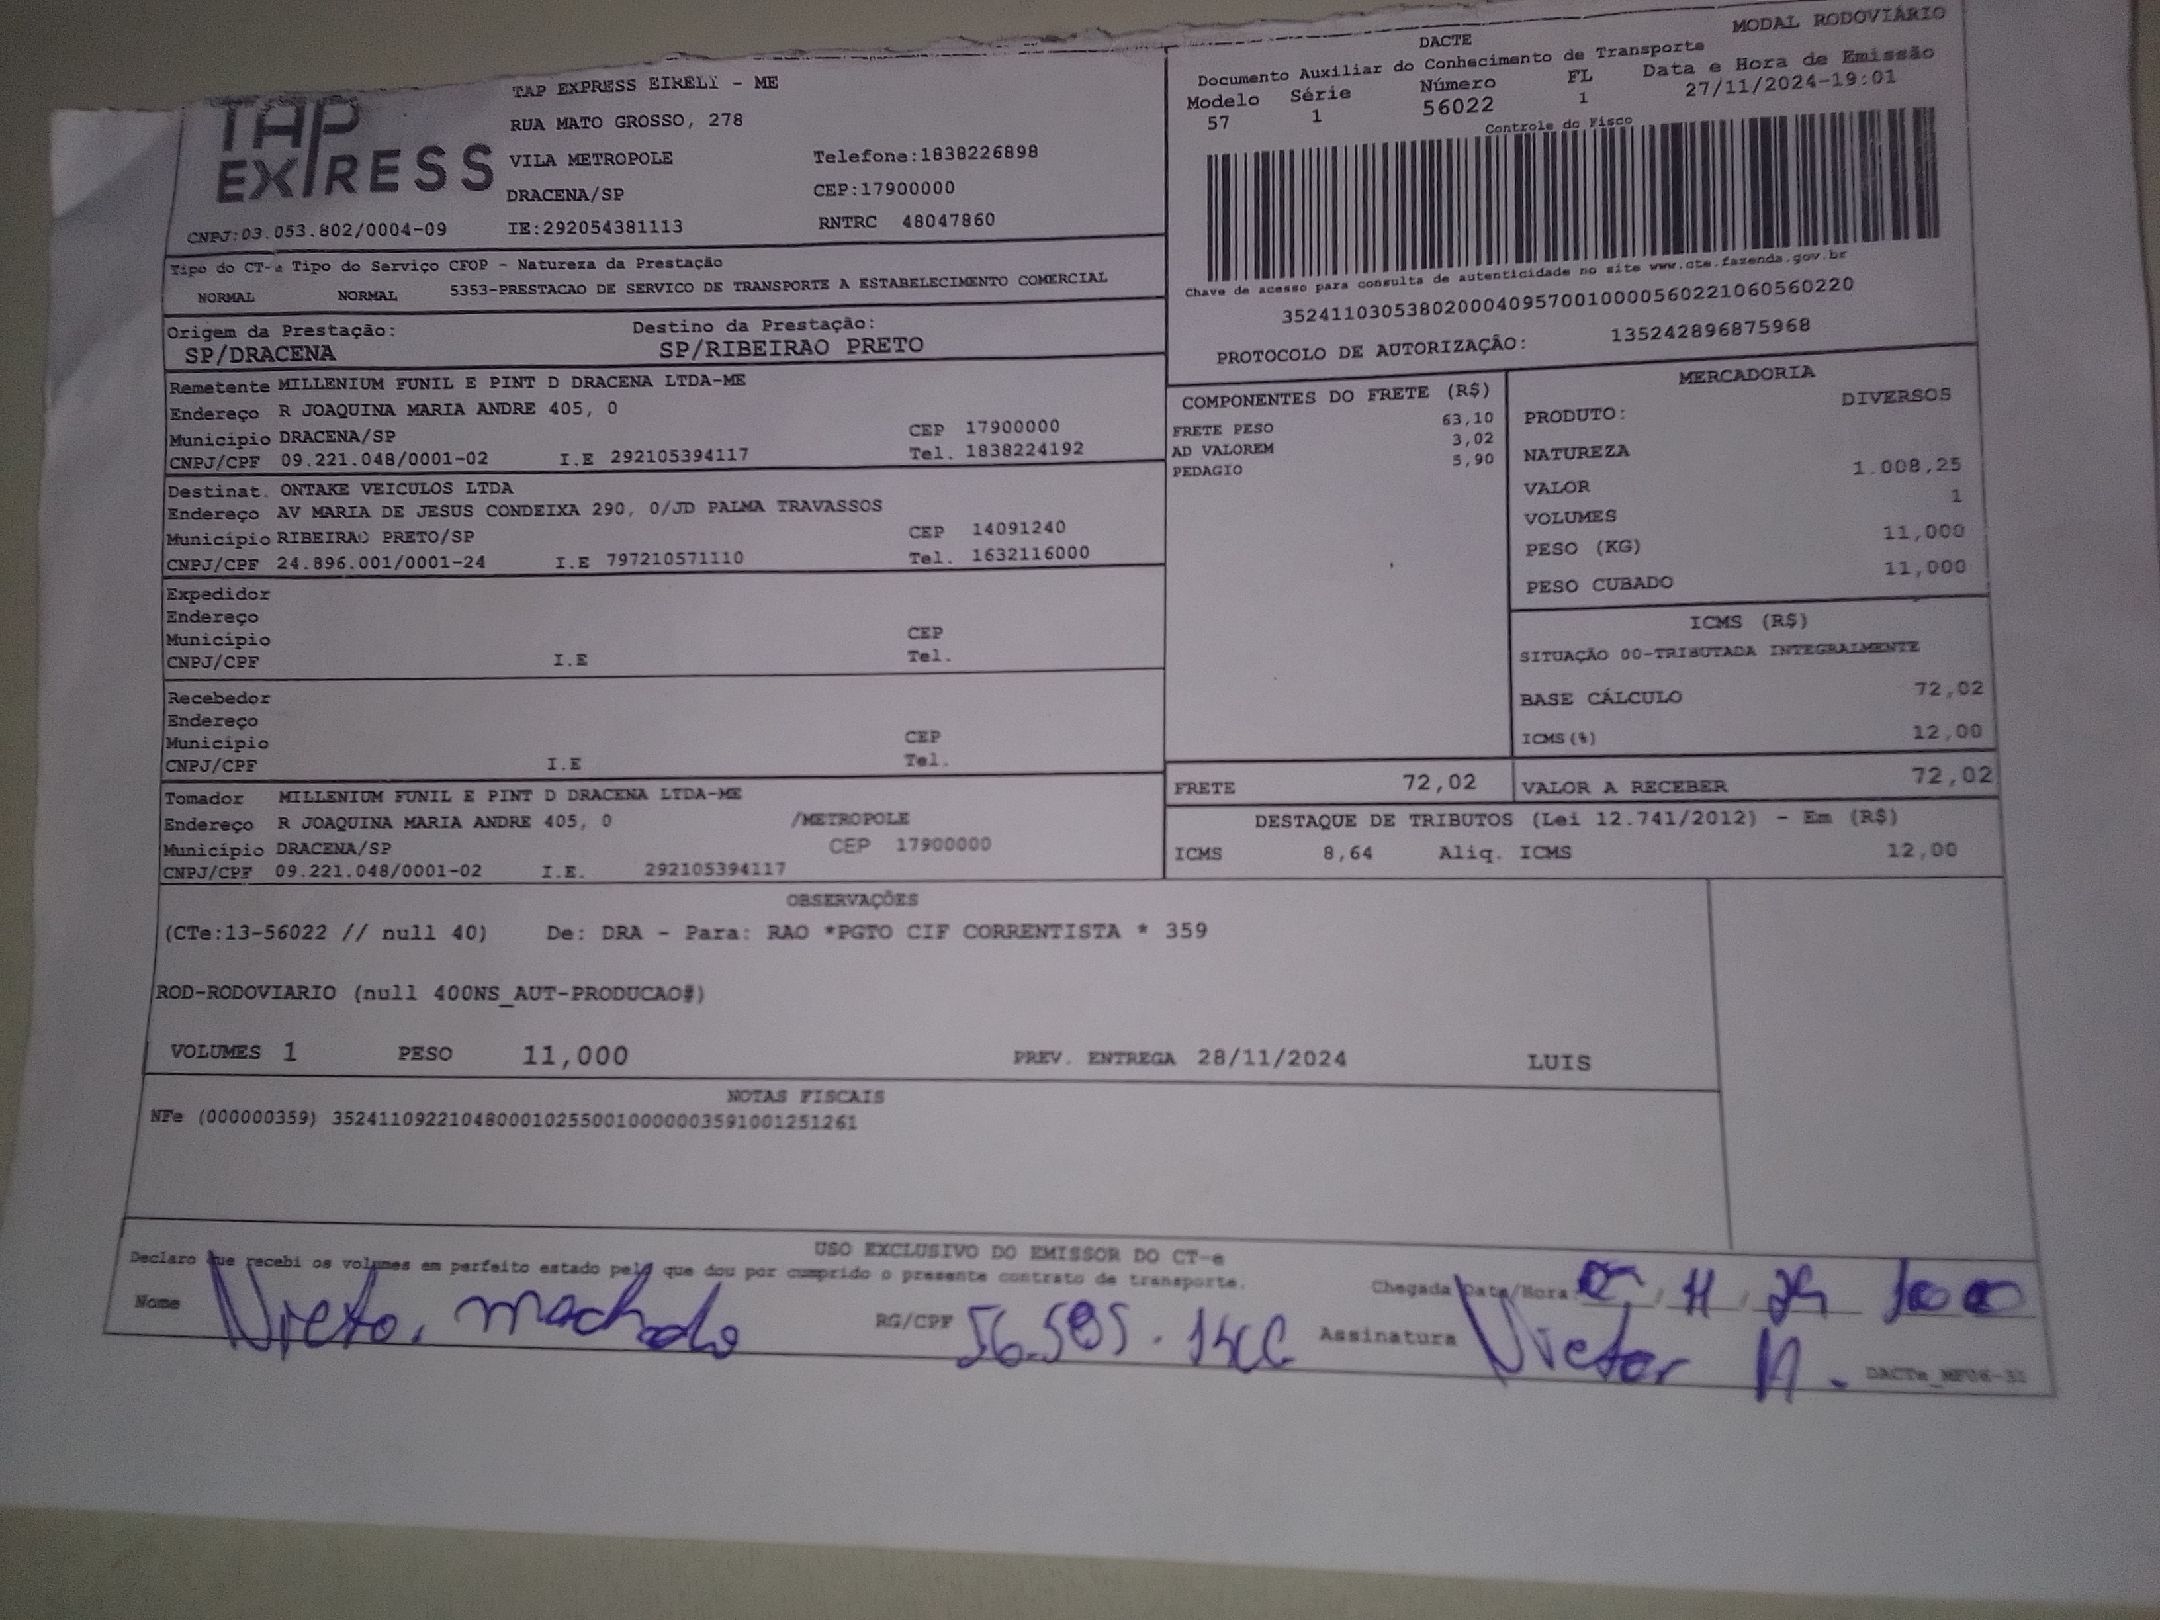 MODAL RODOVIÁRIO
DACTE
Documento Auxiliar do Conhecimento de Transporte
Modelo Série Número FL Data e Hora de Emissão
57 1 56022 1 27/11/2024-19:01
Controle do Fisco
Chave de acesso para consulta de autenticidade no site www.cte.fazenda.gov.br
35241103053802000409570010000560221060560220
PROTOCOLO DE AUTORIZAÇÃO: 135242896875968
TAP EXPRESS
TAP EXPRESS EIRELI - ME
RUA MATO GROSSO, 278
VILA METROPOLE Telefone:1838226898
DRACENA/SP CEP:17900000
CNPJ:03.053.802/0004-09 IE:292054381113 RNTRC 48047860
Tipo do CT-e Tipo do Serviço CFOP - Natureza da Prestação
NORMAL NORMAL 5353-PRESTACAO DE SERVICO DE TRANSPORTE A ESTABELECIMENTO COMERCIAL
Origem da Prestação: Destino da Prestação:
SP/DRACENA SP/RIBEIRAO PRETO
Remetente MILLENIUM FUNIL E PINT D DRACENA LTDA-ME
Endereço R JOAQUINA MARIA ANDRE 405, 0
Município DRACENA/SP CEP 17900000
CNPJ/CPF 09.221.048/0001-02 I.E 292105394117 Tel. 1838224192
Destinat. ONTAKE VEICULOS LTDA
Endereço AV MARIA DE JESUS CONDEIXA 290, 0/JD PALMA TRAVASSOS
Município RIBEIRAO PRETO/SP CEP 14091240
CNPJ/CPF 24.896.001/0001-24 I.E 797210571110 Tel. 1632116000
Expedidor
Endereço
Município CEP
CNPJ/CPF I.E Tel.
Recebedor
Endereço
Município CEP
CNPJ/CPF I.E Tel.
Tomador MILLENIUM FUNIL E PINT D DRACENA LTDA-ME
Endereço R JOAQUINA MARIA ANDRE 405, 0 /METROPOLE
Município DRACENA/SP CEP 17900000
CNPJ/CPF 09.221.048/0001-02 I.E. 292105394117
COMPONENTES DO FRETE (R$)
FRETE PESO 63,10
AD VALOREM 3,02
PEDAGIO 5,90
MERCADORIA
PRODUTO: DIVERSOS
NATUREZA
VALOR 1.008,25
VOLUMES 1
PESO (KG) 11,000
PESO CUBADO 11,000
ICMS (R$)
SITUAÇÃO 00-TRIBUTADA INTEGRALMENTE
BASE CÁLCULO 72,02
ICMS(%) 12,00
FRETE 72,02 VALOR A RECEBER 72,02
DESTAQUE DE TRIBUTOS (Lei 12.741/2012) - Em (R$)
ICMS 8,64 Aliq. ICMS 12,00
OBSERVAÇÕES
(CTe:13-56022 // null 40) De: DRA - Para: RAO *PGTO CIF CORRENTISTA * 359
ROD-RODOVIARIO (null 400NS_AUT-PRODUCAO#)
VOLUMES 1 PESO 11,000 PREV. ENTREGA 28/11/2024 LUIS
NOTAS FISCAIS
NFe (000000359) 35241109221048000102550010000003591001251261
USO EXCLUSIVO DO EMISSOR DO CT-e
Declaro que recebi os volumes em perfeito estado pelo que dou por cumprido o presente contrato de transporte.
Chegada Data/Hora
Nome machado RG/CPF Assinatura Victor M.